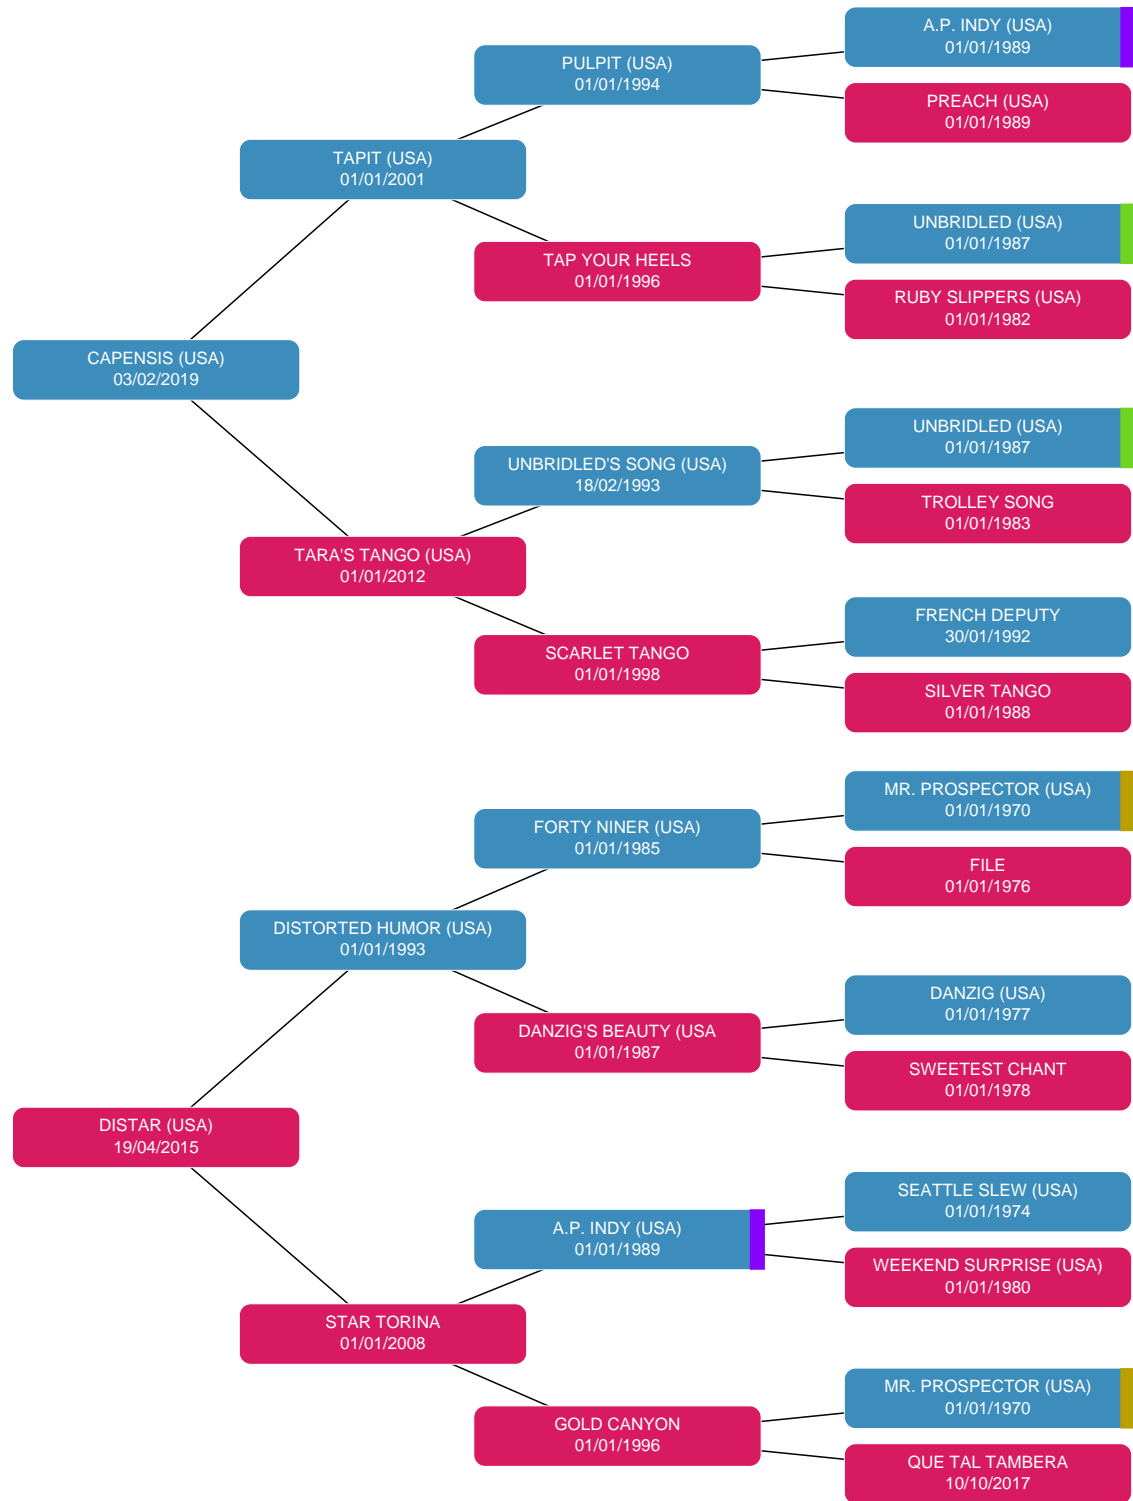 A.P. INDY (USA)
01/01/1989
PULPIT (USA)
01/01/1994
PREACH (USA)
01/01/1989
TAPIT (USA)
01/01/2001
UNBRIDLED (USA)
01/01/1987
TAP YOUR HEELS
01/01/1996
RUBY SLIPPERS (USA)
01/01/1982
CAPENSIS (USA)
03/02/2019
UNBRIDLED (USA)
01/01/1987
UNBRIDLED'S SONG (USA)
18/02/1993
TROLLEY SONG
01/01/1983
TARA'S TANGO (USA)
01/01/2012
FRENCH DEPUTY
30/01/1992
SCARLET TANGO
01/01/1998
SILVER TANGO
01/01/1988
MR. PROSPECTOR (USA)
01/01/1970
FORTY NINER (USA)
01/01/1985
FILE
01/01/1976
DISTORTED HUMOR (USA)
01/01/1993
DANZIG (USA)
01/01/1977
DANZIG'S BEAUTY (USA
01/01/1987
SWEETEST CHANT
01/01/1978
DISTAR (USA)
19/04/2015
SEATTLE SLEW (USA)
01/01/1974
A.P. INDY (USA)
01/01/1989
WEEKEND SURPRISE (USA)
01/01/1980
STAR TORINA
01/01/2008
MR. PROSPECTOR (USA)
01/01/1970
GOLD CANYON
01/01/1996
QUE TAL TAMBERA
10/10/2017